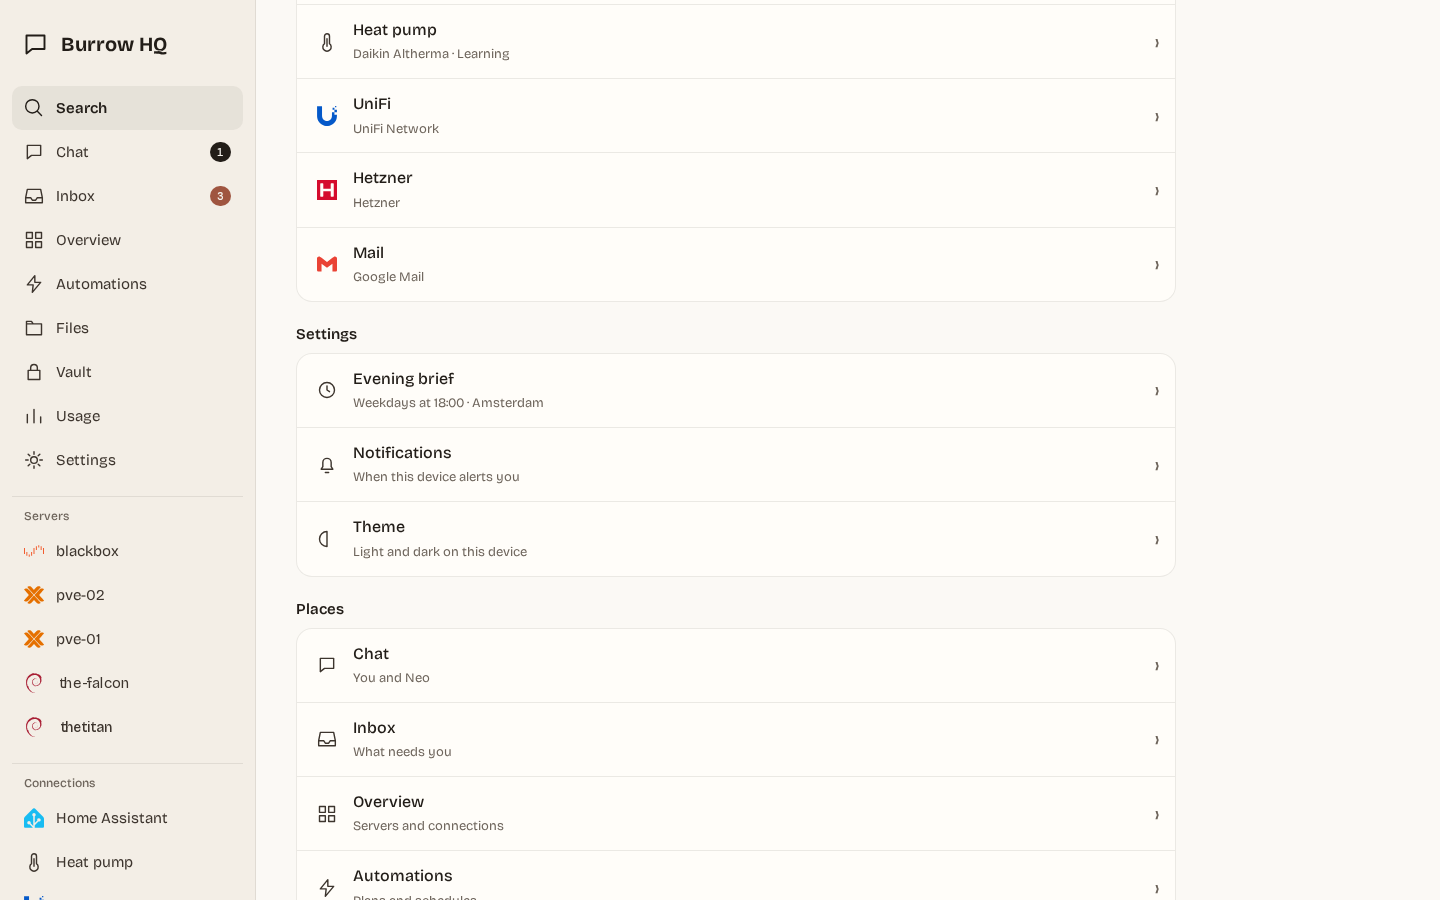 Burrow HQ
Search
Chat
1
Inbox
3
Overview
Automations
Files
Vault
Usage
Settings
Servers
blackbox
pve-02
pve-01
the-falcon
thetitan
Connections
Home Assistant
Heat pump
Heat pump
Daikin Altherma · Learning
UniFi
UniFi Network
Hetzner
Hetzner
Mail
Google Mail
Settings
Evening brief
Weekdays at 18:00 · Amsterdam
Notifications
When this device alerts you
Theme
Light and dark on this device
Places
Chat
You and Neo
Inbox
What needs you
Overview
Servers and connections
Automations
Plans and schedules